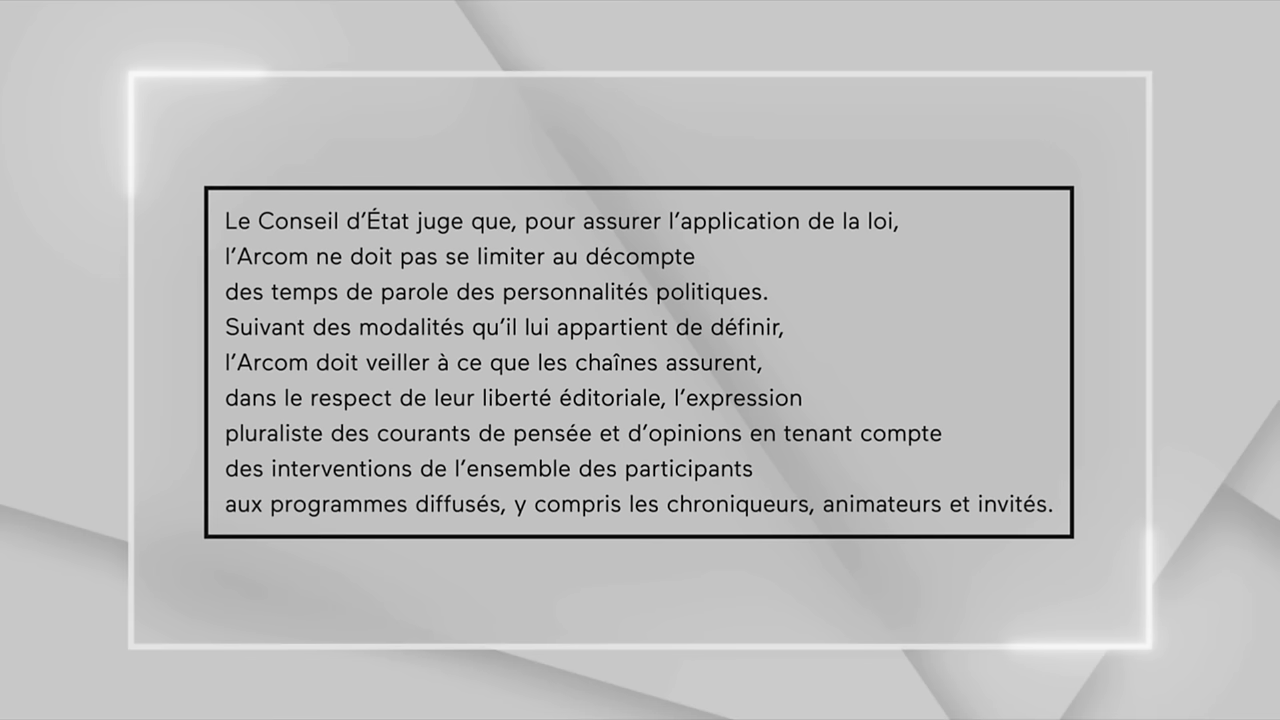 Le Conseil d’État juge que, pour assurer l’application de la loi,
l’Arcom ne doit pas se limiter au décompte
des temps de parole des personnalités politiques.
Suivant des modalités qu’il lui appartient de définir,
l’Arcom doit veiller à ce que les chaînes assurent,
dans le respect de leur liberté éditoriale, l’expression
pluraliste des courants de pensée et d’opinions en tenant compte
des interventions de l’ensemble des participants
aux programmes diffusés, y compris les chroniqueurs, animateurs et invités.